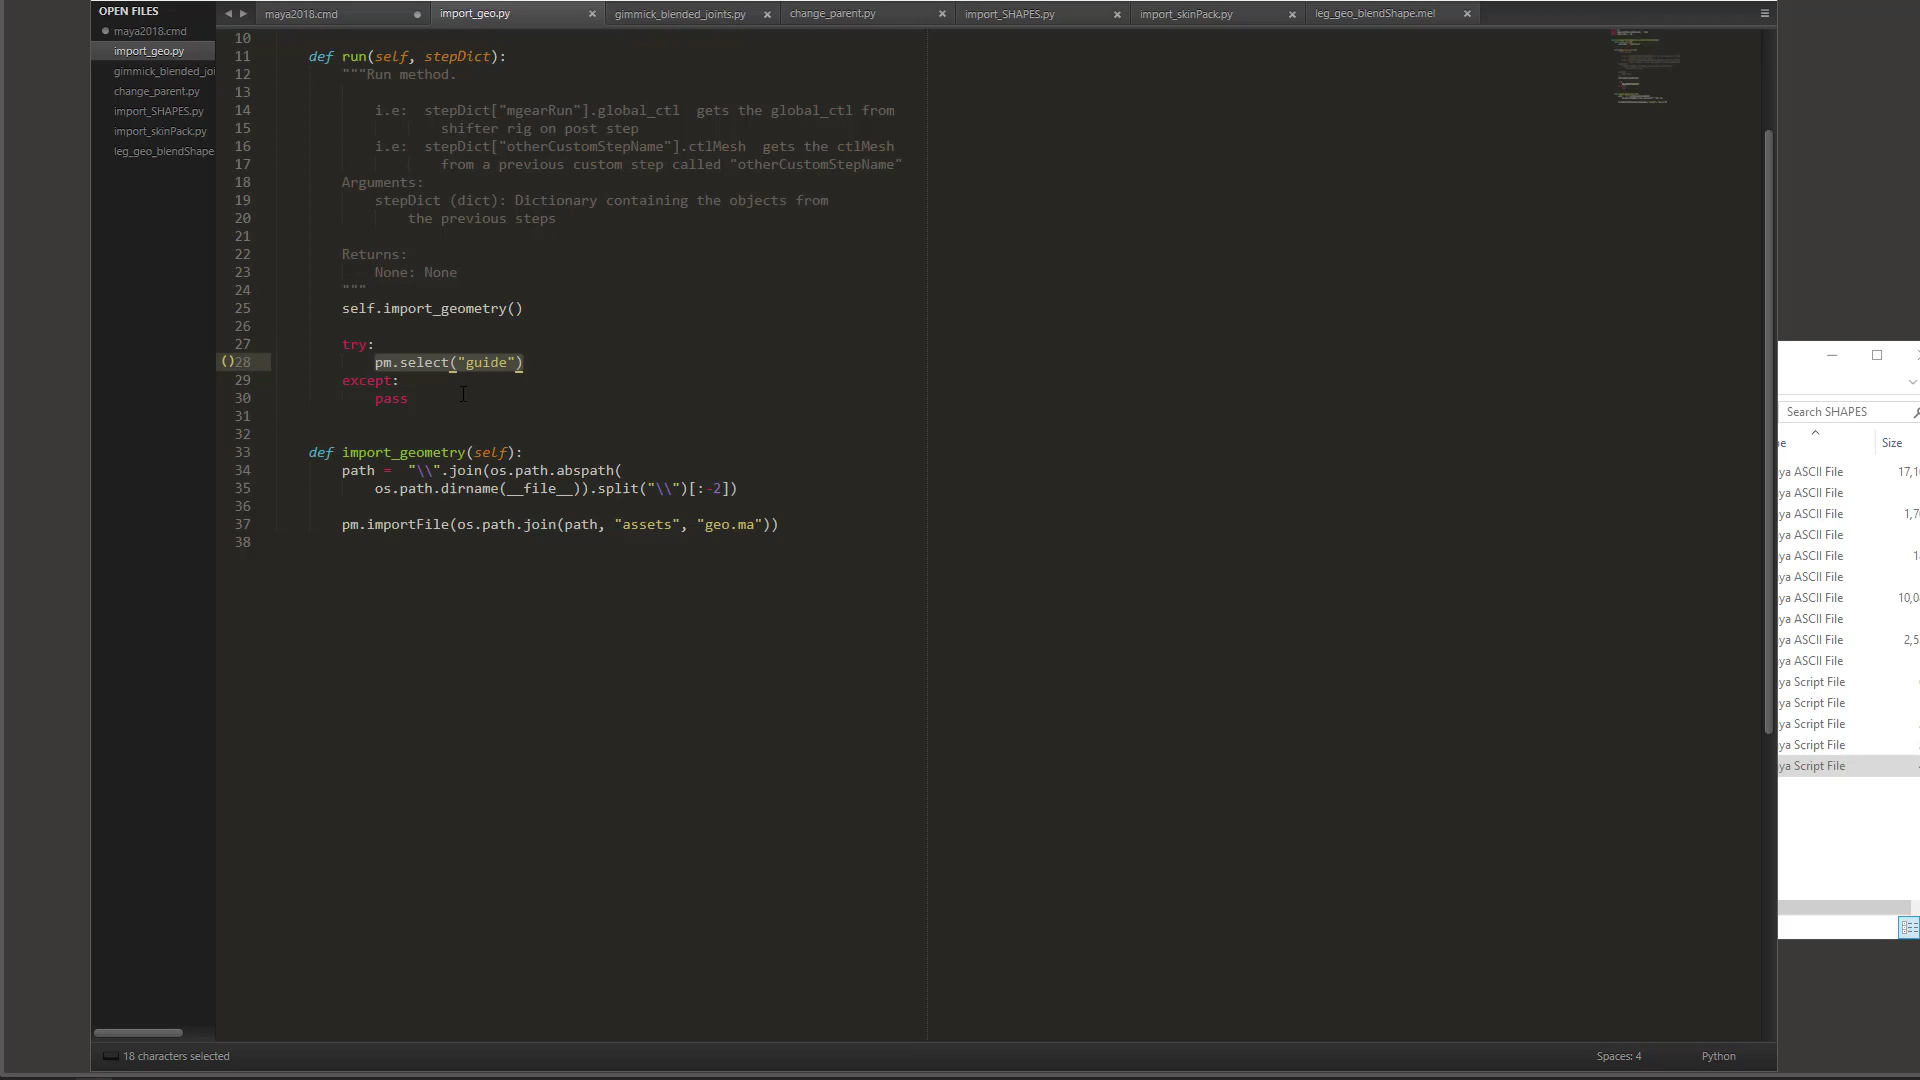 OPEN FILES
maya2018.cmd
import_geo.py
gimmick_blended_joi
change_parent.py
import_SHAPES.py
import_skinPack.py
leg_geo_blendShape
maya2018.cmd
import_geo.py
gimmick_blended_joints.py
change_parent.py
import_SHAPES.py
import_skinPack.py
leg_geo_blendShape.mel
10
11 def run(self, stepDict):
12 """Run method.
13
14 i.e: stepDict["mgearRun"].global_ctl gets the global_ctl from
15 shifter rig on post step
16 i.e: stepDict["otherCustomStepName"].ctlMesh gets the ctlMesh
17 from a previous custom step called "otherCustomStepName"
18 Arguments:
19 stepDict (dict): Dictionary containing the objects from
20 the previous steps
21
22 Returns:
23 None: None
24 """
25 self.import_geometry()
26
27 try:
28 pm.select("guide")
29 except:
30 pass
31
32
33 def import_geometry(self):
34 path = "\\".join(os.path.abspath(
35 os.path.dirname(__file__)).split("\\")[:-2])
36
37 pm.importFile(os.path.join(path, "assets", "geo.ma"))
38
Search SHAPES
pe Size
ya ASCII File 17,1
ya ASCII File
ya ASCII File 1,7
ya ASCII File
ya ASCII File 1
ya ASCII File
ya ASCII File 10,0
ya ASCII File
ya ASCII File 2,5
ya ASCII File
ya Script File
ya Script File
ya Script File
ya Script File
ya Script File
18 characters selected
Spaces: 4
Python